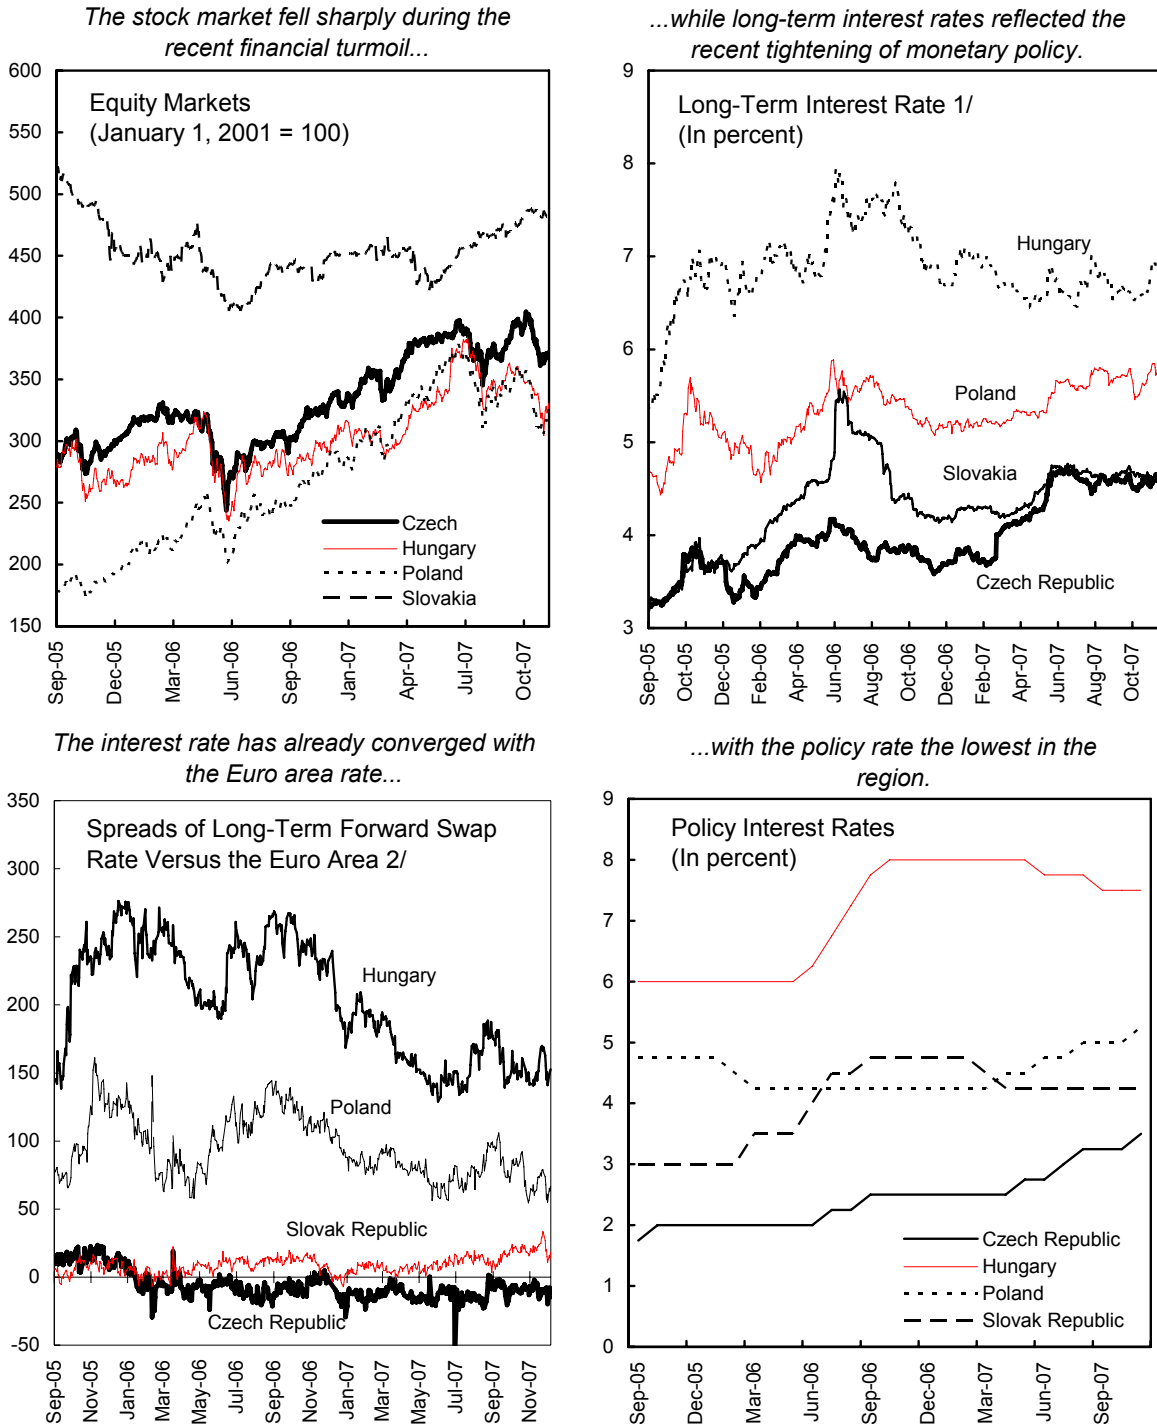 The stock market fell sharply during the
recent financial turmoil...
600
550
500
450
400
350
300
250
200
150
Equity Markets
(January 1, 2001 = 100)
Czech
Hungary
Poland
Slovakia
Sep-05
Dec-05
Mar-06
Jun-06
Sep-06
Jan-07
Apr-07
Jul-07
Oct-07
...while long-term interest rates reflected the
recent tightening of monetary policy.
9
8
7
6
5
4
3
Long-Term Interest Rate 1/
(In percent)
Hungary
Poland
Slovakia
Czech Republic
Sep-05
Oct-05
Dec-05
Feb-06
Apr-06
Jun-06
Aug-06
Oct-06
Dec-06
Feb-07
Apr-07
Jun-07
Aug-07
Oct-07
The interest rate has already converged with
the Euro area rate...
350
300
250
200
150
100
50
0
-50
Spreads of Long-Term Forward Swap
Rate Versus the Euro Area 2/
Hungary
Poland
Slovak Republic
Czech Republic
Sep-05
Nov-05
Jan-06
Mar-06
May-06
Jul-06
Sep-06
Nov-06
Jan-07
Mar-07
May-07
Jul-07
Sep-07
Nov-07
...with the policy rate the lowest in the
region.
9
8
7
6
5
4
3
2
1
0
Policy Interest Rates
(In percent)
Czech Republic
Hungary
Poland
Slovak Republic
Sep-05
Dec-05
Mar-06
Jun-06
Sep-06
Dec-06
Mar-07
Jun-07
Sep-07